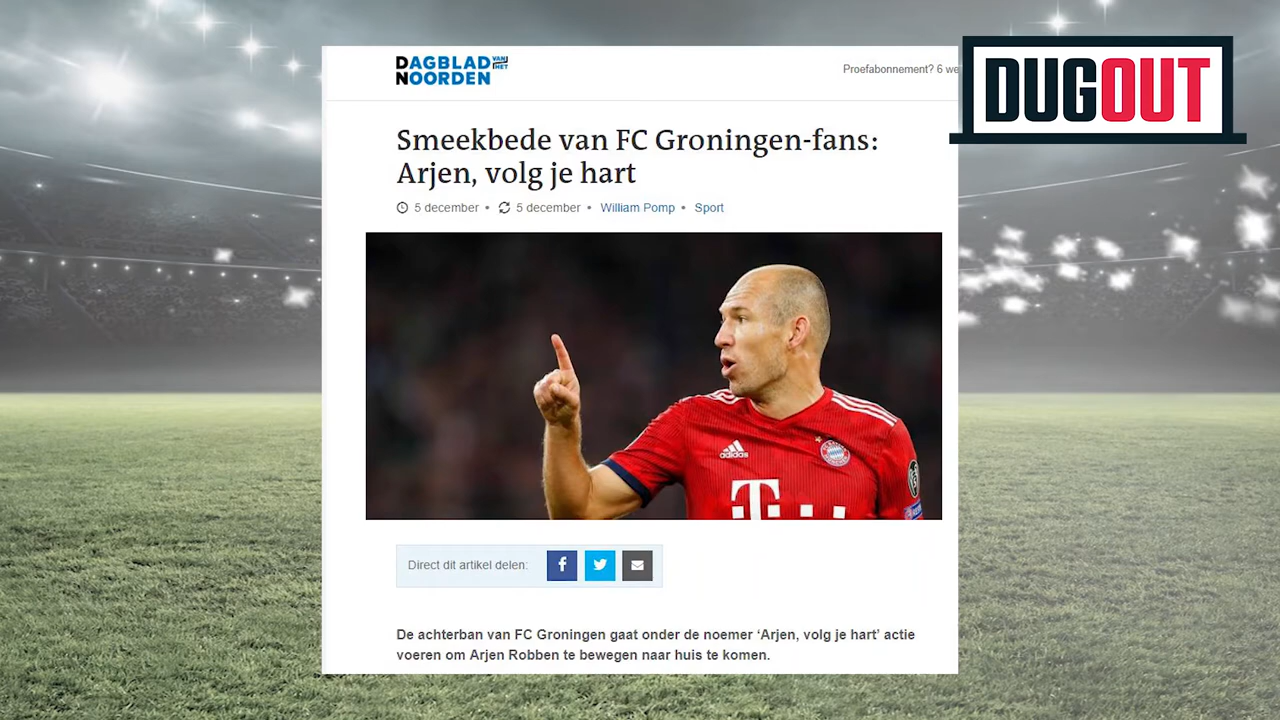 DAGBLAD VAN HET
NOORDEN
Proefabonnement? 6 we
DUGOUT
Smeekbede van FC Groningen-fans:
Arjen, volg je hart
5 december • 5 december • William Pomp • Sport
adidas
T
Direct dit artikel delen:
De achterban van FC Groningen gaat onder de noemer ‘Arjen, volg je hart’ actie
voeren om Arjen Robben te bewegen naar huis te komen.